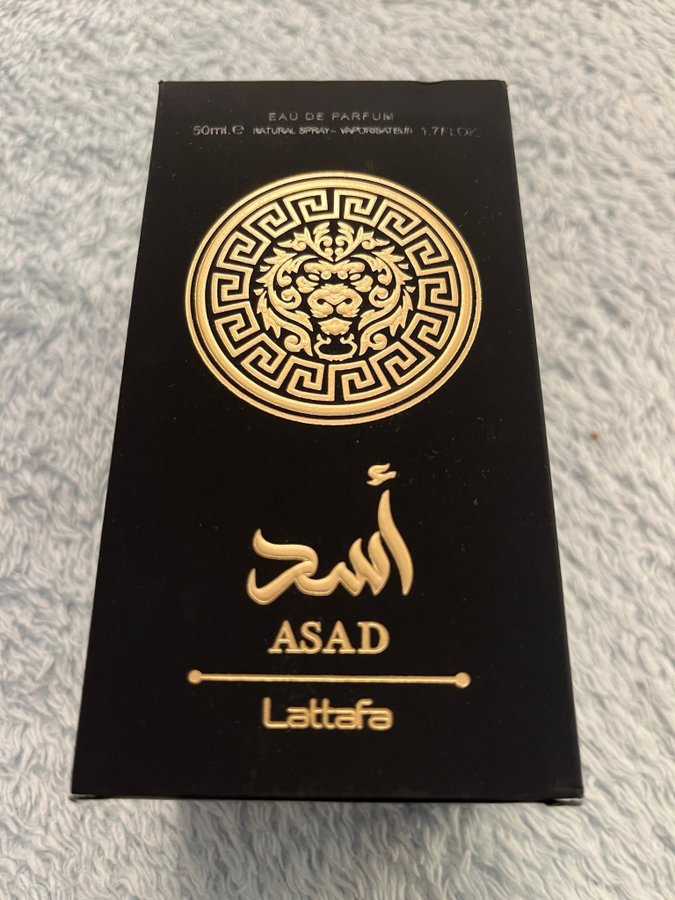 EAU DE PARFUM
50ml.e NATURAL SPRAY - VAPORISATEUR 1.7FL.OZ.
أسد
ASAD
Lattafa